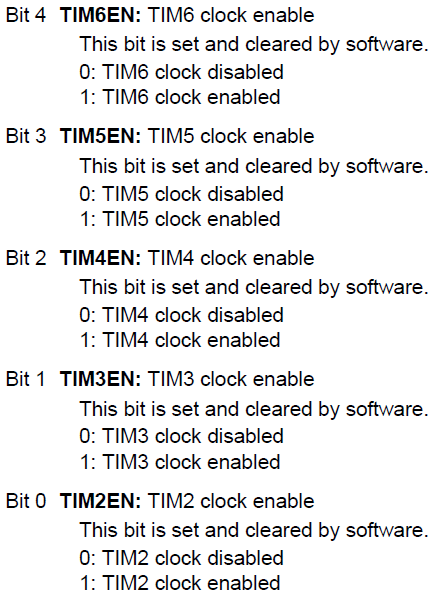 Bit 4 TIM6EN: TIM6 clock enable
This bit is set and cleared by software.
0: TIM6 clock disabled
1: TIM6 clock enabled
Bit 3 TIM5EN: TIM5 clock enable
This bit is set and cleared by software.
0: TIM5 clock disabled
1: TIM5 clock enabled
Bit 2 TIM4EN: TIM4 clock enable
This bit is set and cleared by software.
0: TIM4 clock disabled
1: TIM4 clock enabled
Bit 1 TIM3EN: TIM3 clock enable
This bit is set and cleared by software.
0: TIM3 clock disabled
1: TIM3 clock enabled
Bit 0 TIM2EN: TIM2 clock enable
This bit is set and cleared by software.
0: TIM2 clock disabled
1: TIM2 clock enabled